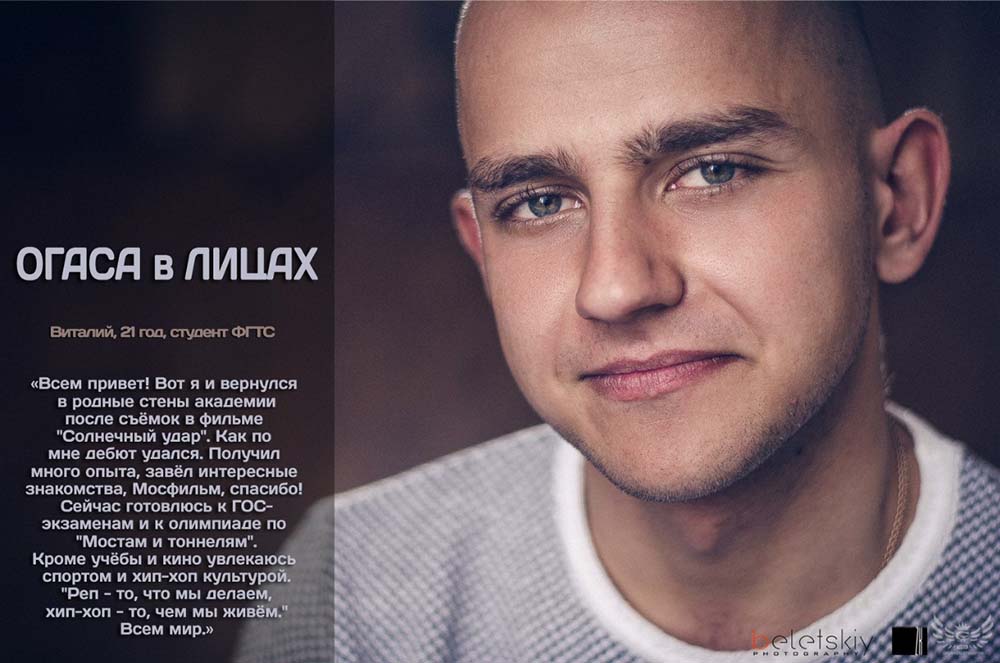 ОГАСА в ЛИЦАХ
Виталий, 21 год, студент ФГТС
«Всем привет! Вот я и вернулся
в родные стены академии
после съёмок в фильме
"Солнечный удар". Как по
мне дебют удался. Получил
много опыта, завёл интересные
знакомства, Мосфильм, спасибо!
Сейчас готовлюсь к ГОС-
экзаменам и к олимпиаде по
"Мостам и тоннелям".
Кроме учёбы и кино увлекаюсь
спортом и хип-хоп культурой.
"Реп - то, что мы делаем,
хип-хоп - то, чем мы живём."
Всем мир.»
beletskiy
PHOTOGRAPHY